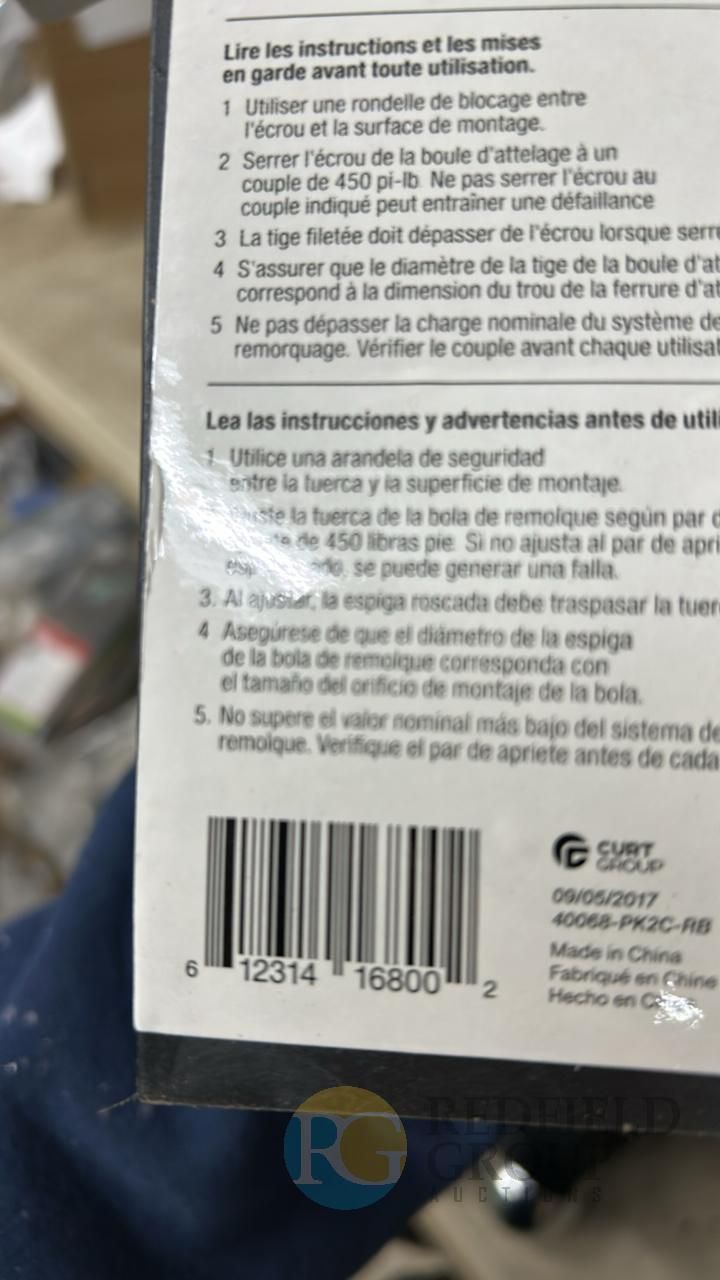 Lire les instructions et les mises
en garde avant toute utilisation.
1 Utiliser une rondelle de blocage entre
l'écrou et la surface de montage.
2 Serrer l'écrou de la boule d'attelage à un
couple de 450 pi-lb. Ne pas serrer l'écrou au
couple indiqué peut entraîner une défaillance
3 La tige filetée doit dépasser de l'écrou lorsque serré
4 S'assurer que le diamètre de la tige de la boule d'at
correspond à la dimension du trou de la ferrure d'at
5 Ne pas dépasser la charge nominale du système de
remorquage. Vérifier le couple avant chaque utilisat
Lea las instrucciones y advertencias antes de util
1 Utilice una arandela de seguridad
entre la tuerca y la superficie de montaje.
la tuerca de la bola de remolque según par d
de 450 libras pie. Si no ajusta al par de apri
se puede generar una falla.
3. Al ajustar, la espiga roscada debe traspasar la tuer
4 Asegúrese de que el diámetro de la espiga
de la bola de remolque corresponda con
el tamaño del orificio de montaje de la bola.
5. No supere el valor nominal más bajo del sistema de
remolque. Verifique el par de apriete antes de cada
6 12314 16800 2
CURT
GROUP
09/05/2017
40068-PK2C-RB
Made in China
Fabriqué en Chine
Hecho en
RG REDFIELD
GROUP
AUCTIONS